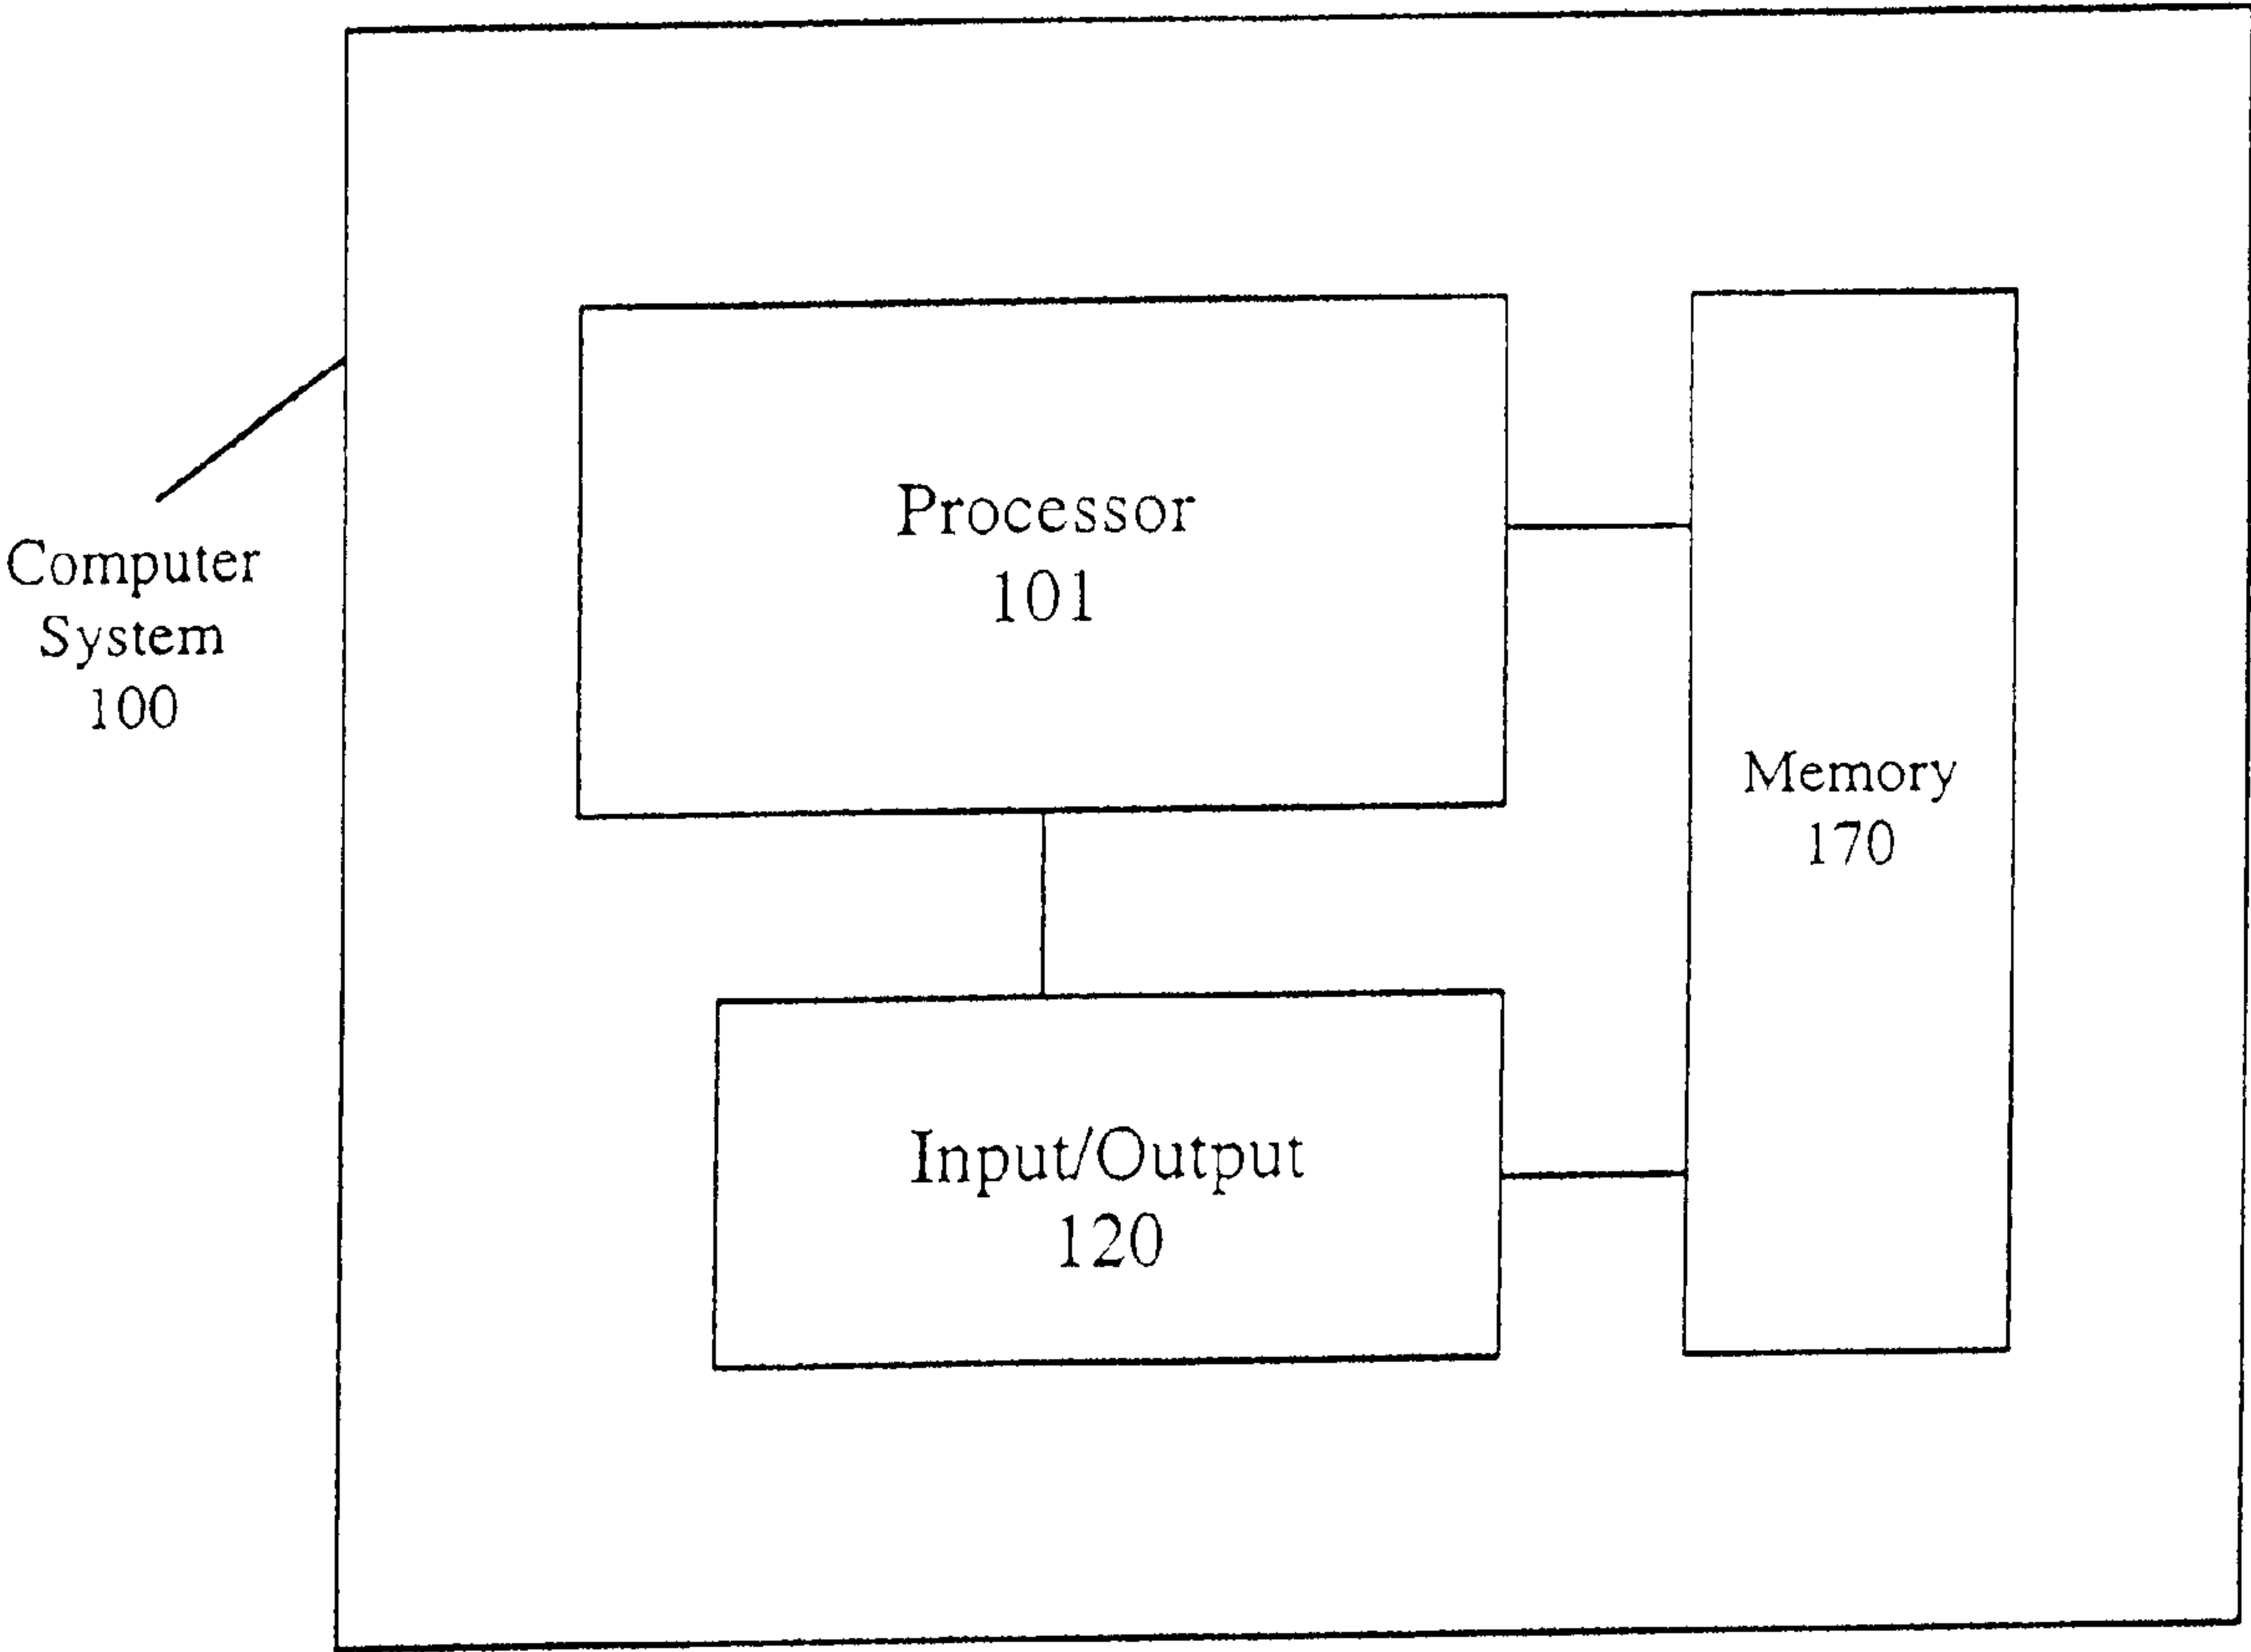 Computer
System
100
Processor
101
Memory
170
Input/Output
120